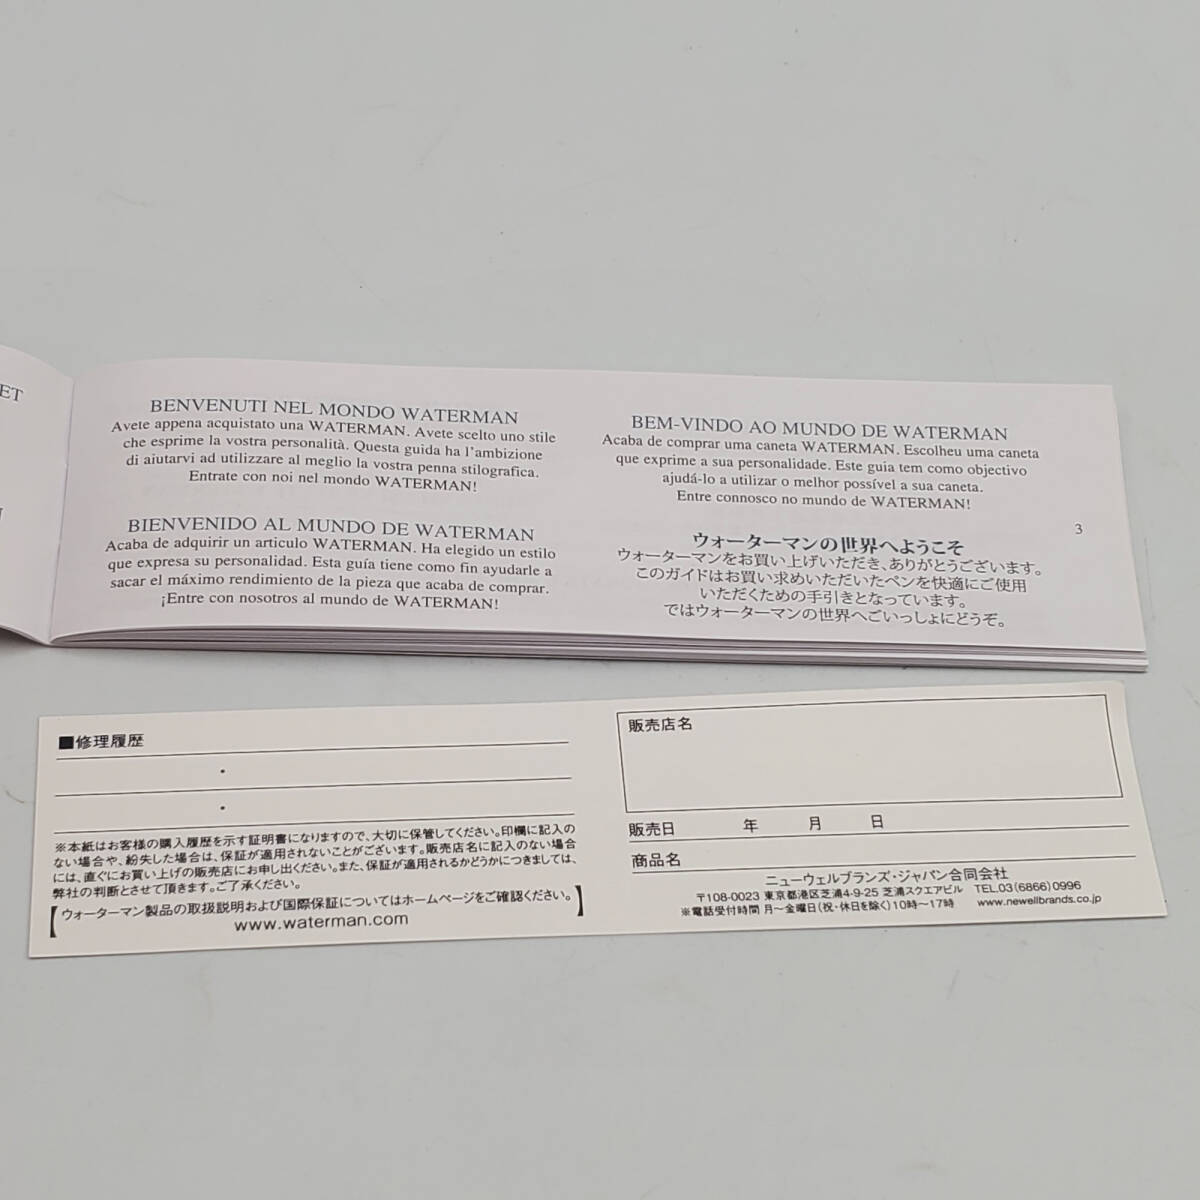 ET
BENVENUTI NEL MONDO WATERMAN
Avete appena acquistato una WATERMAN. Avete scelto uno stile
che esprime la vostra personalità. Questa guida ha l'ambizione
di aiutarvi ad utilizzare al meglio la vostra penna stilografica.
Entrate con noi nel mondo WATERMAN!
BIENVENIDO AL MUNDO DE WATERMAN
Acaba de adquirir un articulo WATERMAN. Ha elegido un estilo
que expresa su personalidad. Esta guía tiene como fin ayudarle a
sacar el máximo rendimiento de la pieza que acaba de comprar.
¡Entre con nosotros al mundo de WATERMAN!
BEM-VINDO AO MUNDO DE WATERMAN
Acaba de comprar uma caneta WATERMAN. Escolheu uma caneta
que exprime a sua personalidade. Este guia tem como objectivo
ajudá-lo a utilizar o melhor possível a sua caneta.
Entre connosco no mundo de WATERMAN!
3
ウォーターマンの世界へようこそ
ウォーターマンをお買い上げいただき、ありがとうございます。
このガイドはお買い求めいただいたペンを快適にご使用
いただくための手引きとなっています。
ではウォーターマンの世界へごいっしょにどうぞ。
■修理履歴
・
・
※本紙はお客様の購入履歴を示す証明書になりますので、大切に保管してください。印欄に記入の
ない場合や、紛失した場合は、保証が適用されないことがございます。販売店名に記入のない場合
には、直ぐにお買い上げの販売店にお申し出ください。また、保証が適用されるかどうかにつきましては、
弊社の判断とさせて頂きます。ご了承ください。
【ウォーターマン製品の取扱説明および国際保証についてはホームページをご確認ください。】
www.waterman.com
販売店名
販売日 年 月 日
商品名
ニューウェルブランズ・ジャパン合同会社
〒108-0023 東京都港区芝浦4-9-25 芝浦スクエアビル TEL.03(6866)0996
※電話受付時間 月～金曜日(祝・休日を除く)10時～17時 www.newellbrands.co.jp